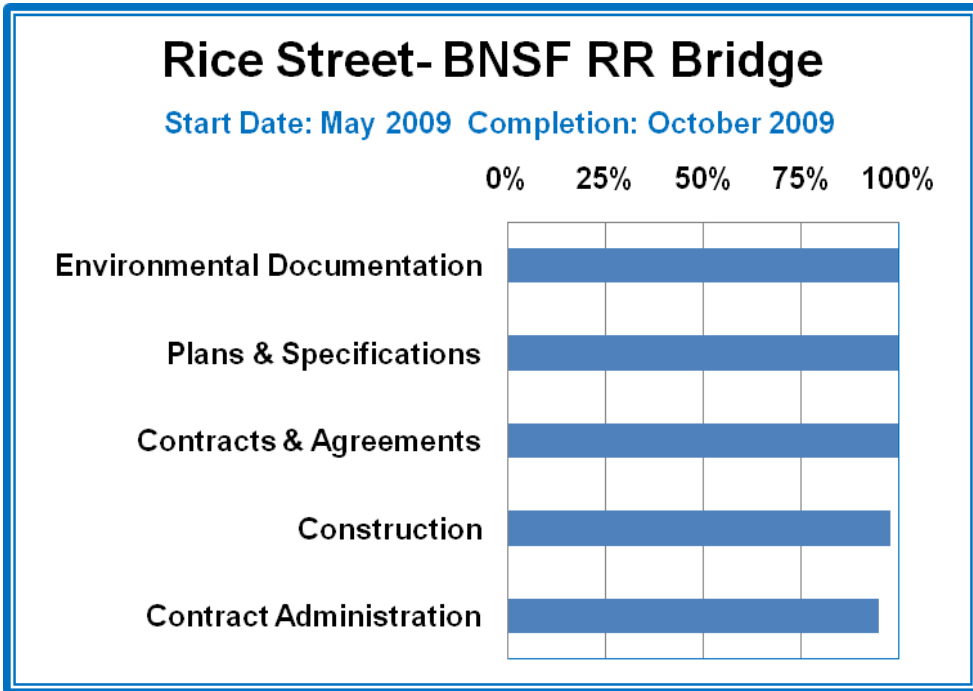 Rice Street- BNSF RR Bridge
Start Date: May 2009  Completion: October 2009
0% 25% 50% 75% 100%
Environmental Documentation
Plans & Specifications
Contracts & Agreements
Construction
Contract Administration